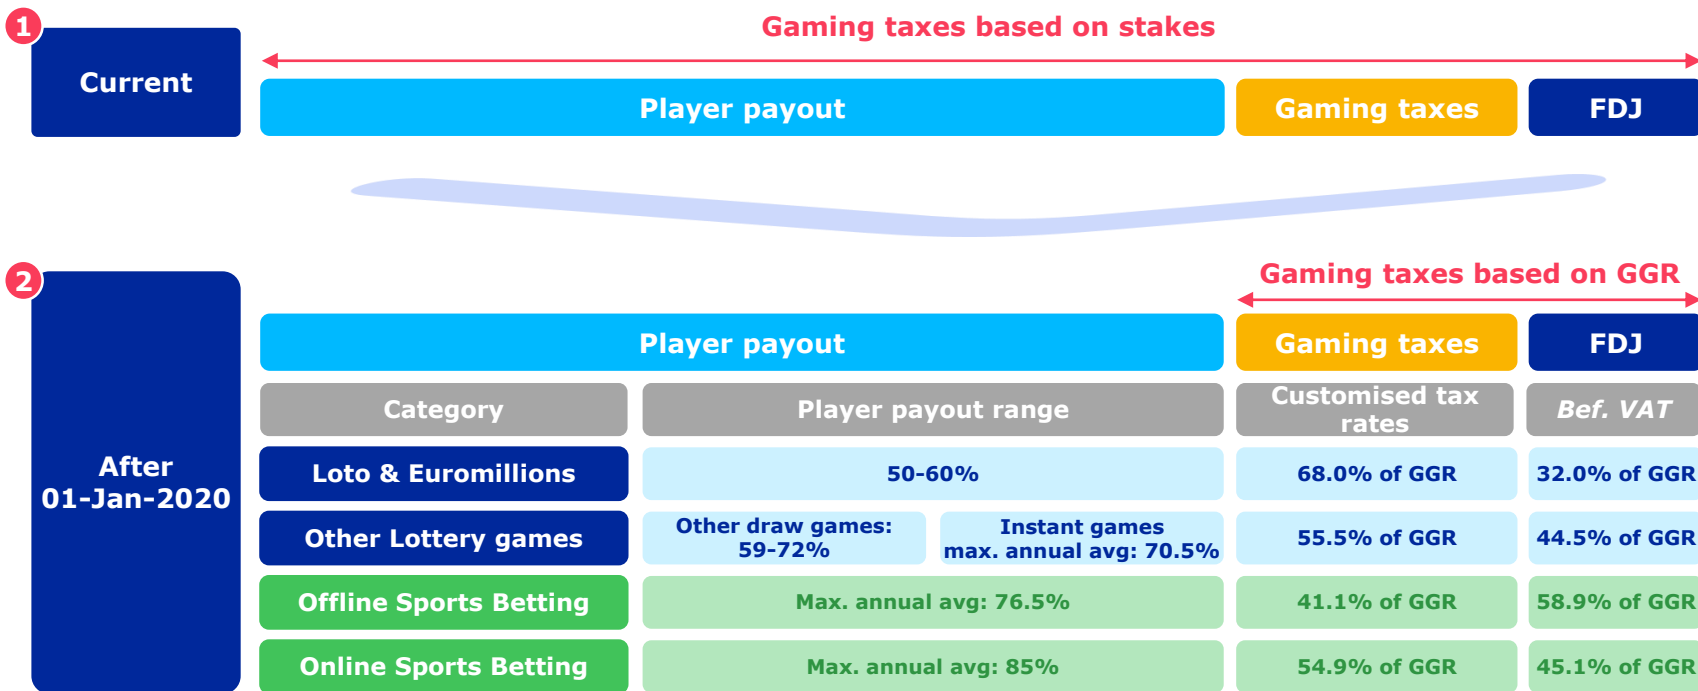 1
Gaming taxes based on stakes
Current
Player payout
Gaming taxes
FDJ
2
Gaming taxes based on GGR
After
01-Jan-2020
Player payout
Gaming taxes
FDJ
Category
Player payout range
Customised tax
rates
Bef. VAT
Loto & Euromillions
50-60%
68.0% of GGR
32.0% of GGR
Other Lottery games
Other draw games:
59-72%
Instant games
max. annual avg: 70.5%
55.5% of GGR
44.5% of GGR
Offline Sports Betting
Max. annual avg: 76.5%
41.1% of GGR
58.9% of GGR
Online Sports Betting
Max. annual avg: 85%
54.9% of GGR
45.1% of GGR